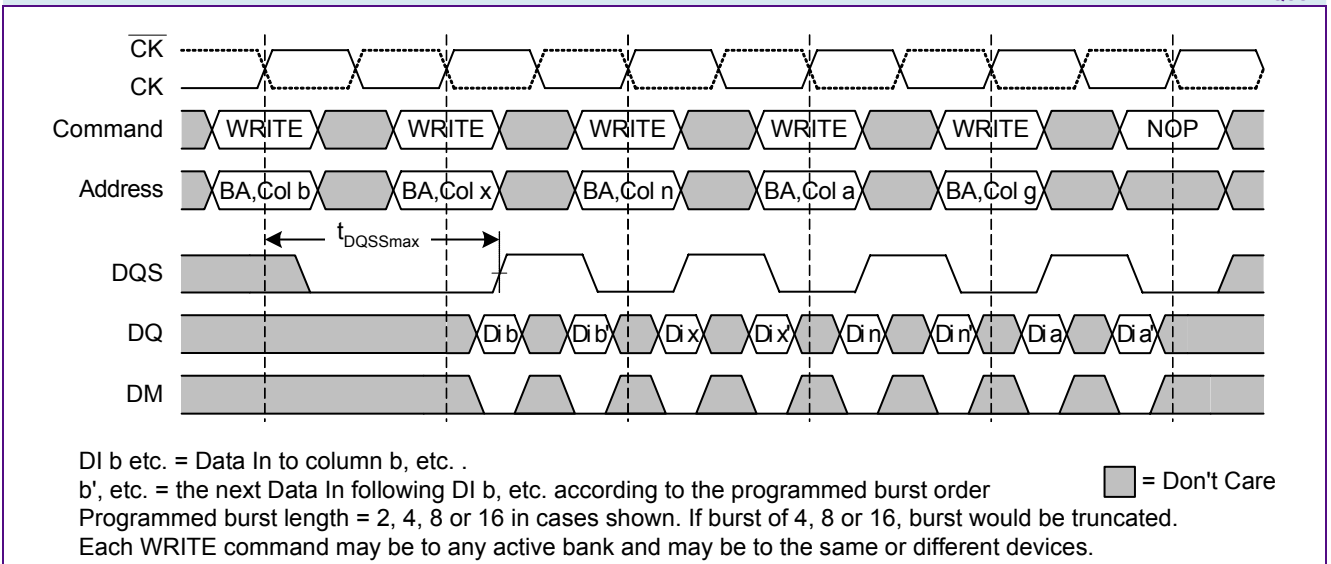 CK
CK
Command WRITE WRITE WRITE WRITE WRITE NOP
Address BA,Col b BA,Col x BA,Col n BA,Col a BA,Col g
tDQSSmax
DQS
DQ Di b Di b' Di x Di x' Di n Di n' Di a Di a'
DM
DI b etc. = Data In to column b, etc. .
b', etc. = the next Data In following DI b, etc. according to the programmed burst order
= Don't Care
Programmed burst length = 2, 4, 8 or 16 in cases shown. If burst of 4, 8 or 16, burst would be truncated.
Each WRITE command may be to any active bank and may be to the same or different devices.